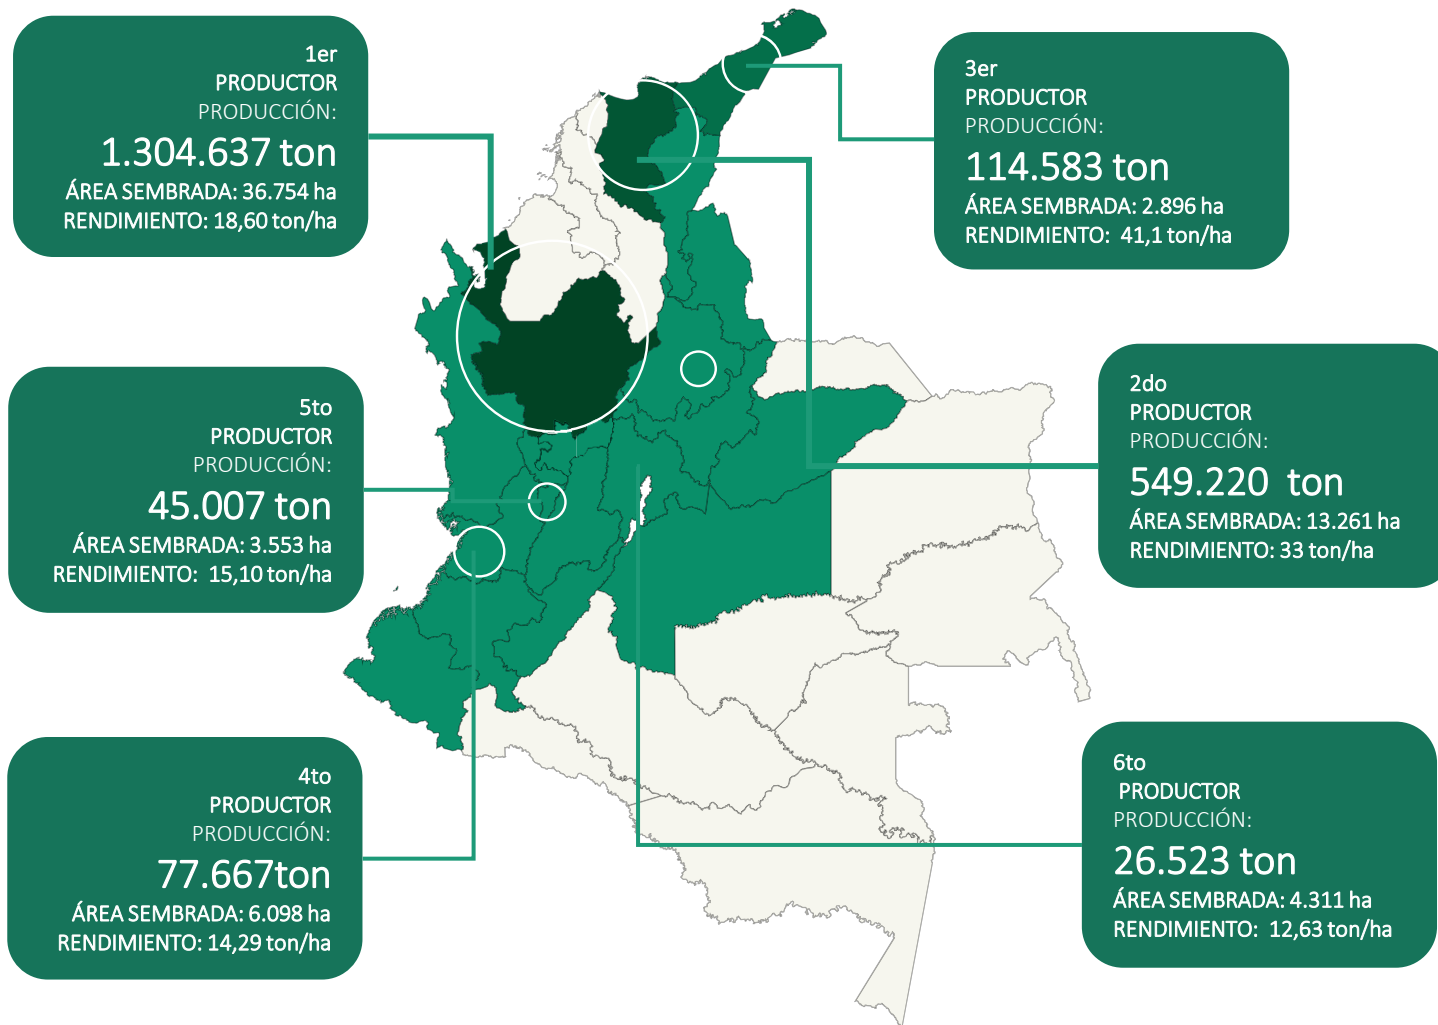 1er
PRODUCTOR
PRODUCCIÓN:
1.304.637 ton
ÁREA SEMBRADA: 36.754 ha
RENDIMIENTO: 18,60 ton/ha
3er
PRODUCTOR
PRODUCCIÓN:
114.583 ton
ÁREA SEMBRADA: 2.896 ha
RENDIMIENTO: 41,1 ton/ha
5to
PRODUCTOR
PRODUCCIÓN:
45.007 ton
ÁREA SEMBRADA: 3.553 ha
RENDIMIENTO: 15,10 ton/ha
2do
PRODUCTOR
PRODUCCIÓN:
549.220 ton
ÁREA SEMBRADA: 13.261 ha
RENDIMIENTO: 33 ton/ha
4to
PRODUCTOR
PRODUCCIÓN:
77.667ton
ÁREA SEMBRADA: 6.098 ha
RENDIMIENTO: 14,29 ton/ha
6to
PRODUCTOR
PRODUCCIÓN:
26.523 ton
ÁREA SEMBRADA: 4.311 ha
RENDIMIENTO: 12,63 ton/ha